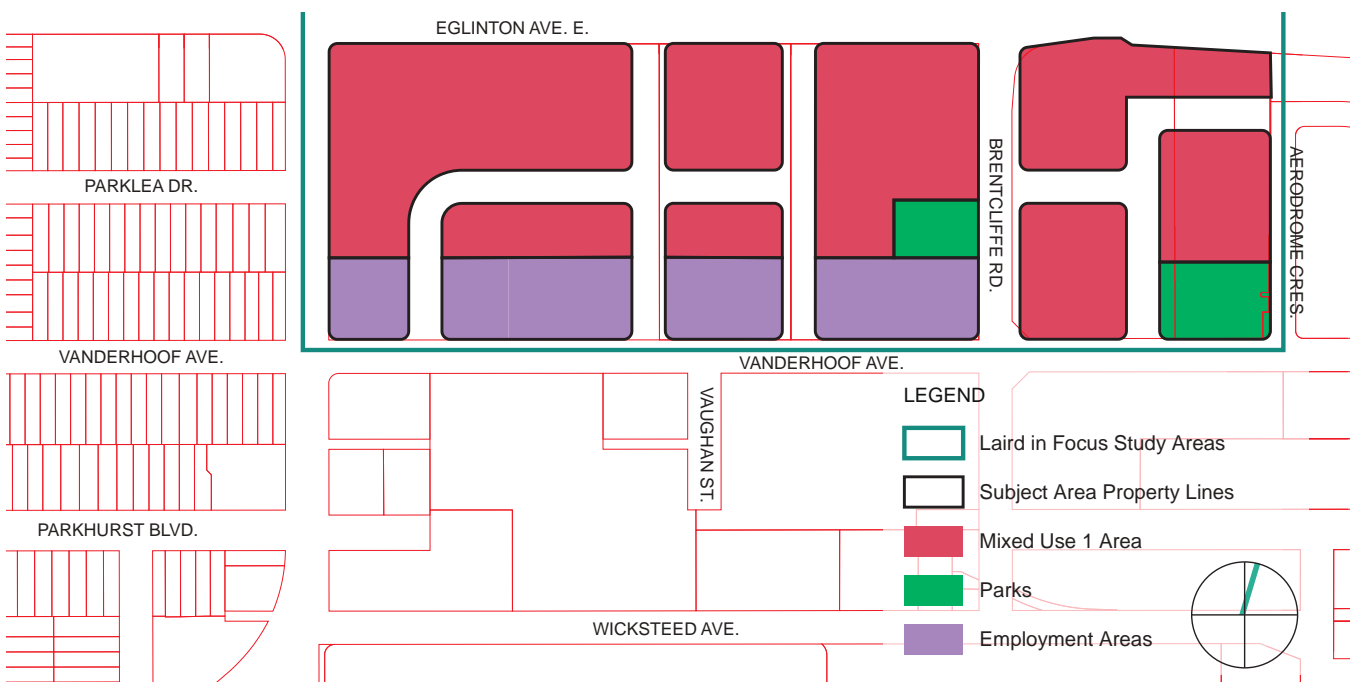 EGLINTON AVE. E.
PARKLEA DR.
BRENTCLIFFE RD.
AERODROME CRES.
VANDERHOOF AVE.
VANDERHOOF AVE.
VAUGHAN ST.
LEGEND
Laird in Focus Study Areas
Subject Area Property Lines
PARKHURST BLVD.
Mixed Use 1 Area
Parks
WICKSTEED AVE.
Employment Areas